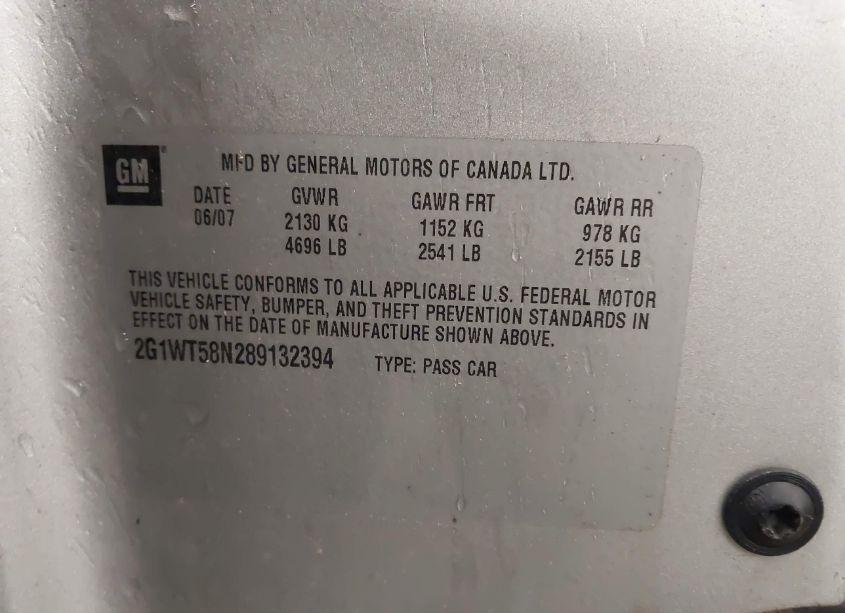 GM
MFD BY GENERAL MOTORS OF CANADA LTD.
DATE GVWR GAWR FRT GAWR RR
06/07 2130 KG 1152 KG 978 KG
4696 LB 2541 LB 2155 LB
THIS VEHICLE CONFORMS TO ALL APPLICABLE U.S. FEDERAL MOTOR
VEHICLE SAFETY, BUMPER, AND THEFT PREVENTION STANDARDS IN
EFFECT ON THE DATE OF MANUFACTURE SHOWN ABOVE.
2G1WT58N289132394 TYPE: PASS CAR